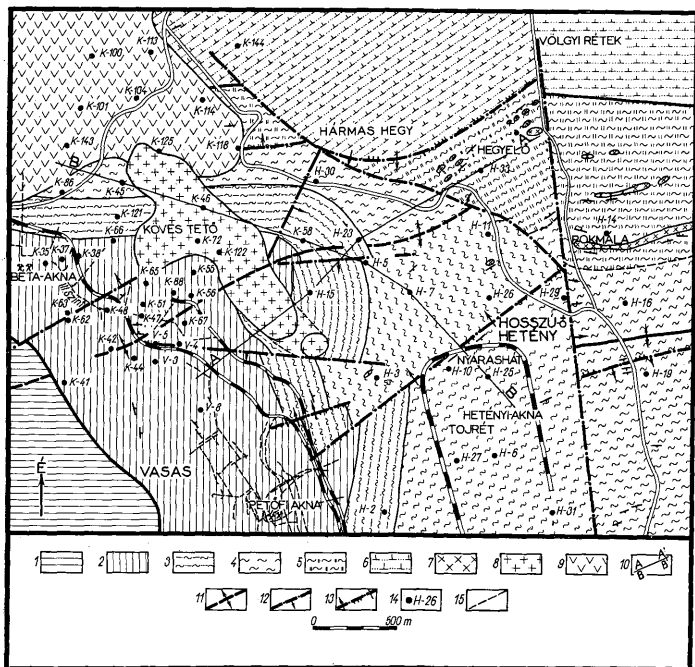 K-113
K-144
K-100
VÖLGYI RÉTEK
K-104
K-101
K-114
HÁRMAS HEGY
K-143
K-125
K-118
HEGYELŐ
B
H-33
K-86
K-45
H-30
K-46
K-121
KÖVES TETŐ
H-23
H-14
K-66
K-58
H-11
ROKMALA
K-72
K-35
K-37
K-38
K-122
H-5
BÉTA-AKNA
K-65
K-55
K-88
K-56
H-15
H-7
H-26
H-29
H-16
K-51
K-63
K-48
K-47
K-67
HOSSZÚ-
HETÉNY
K-62
V-5
V-4
K-42
NYÁRASHÁT
K-44
V-3
H-3
H-10
H-25
H-19
K-41
B
V-8
HETÉNYI-AKNA
TOJRÉT
VASAS
H-27
H-6
É
PETŐFI AKNA
H-2
H-31
1
2
3
4
5
6
7
8
9
10 A A' B B'
11
12
13
14 H-26
15
0 500 m